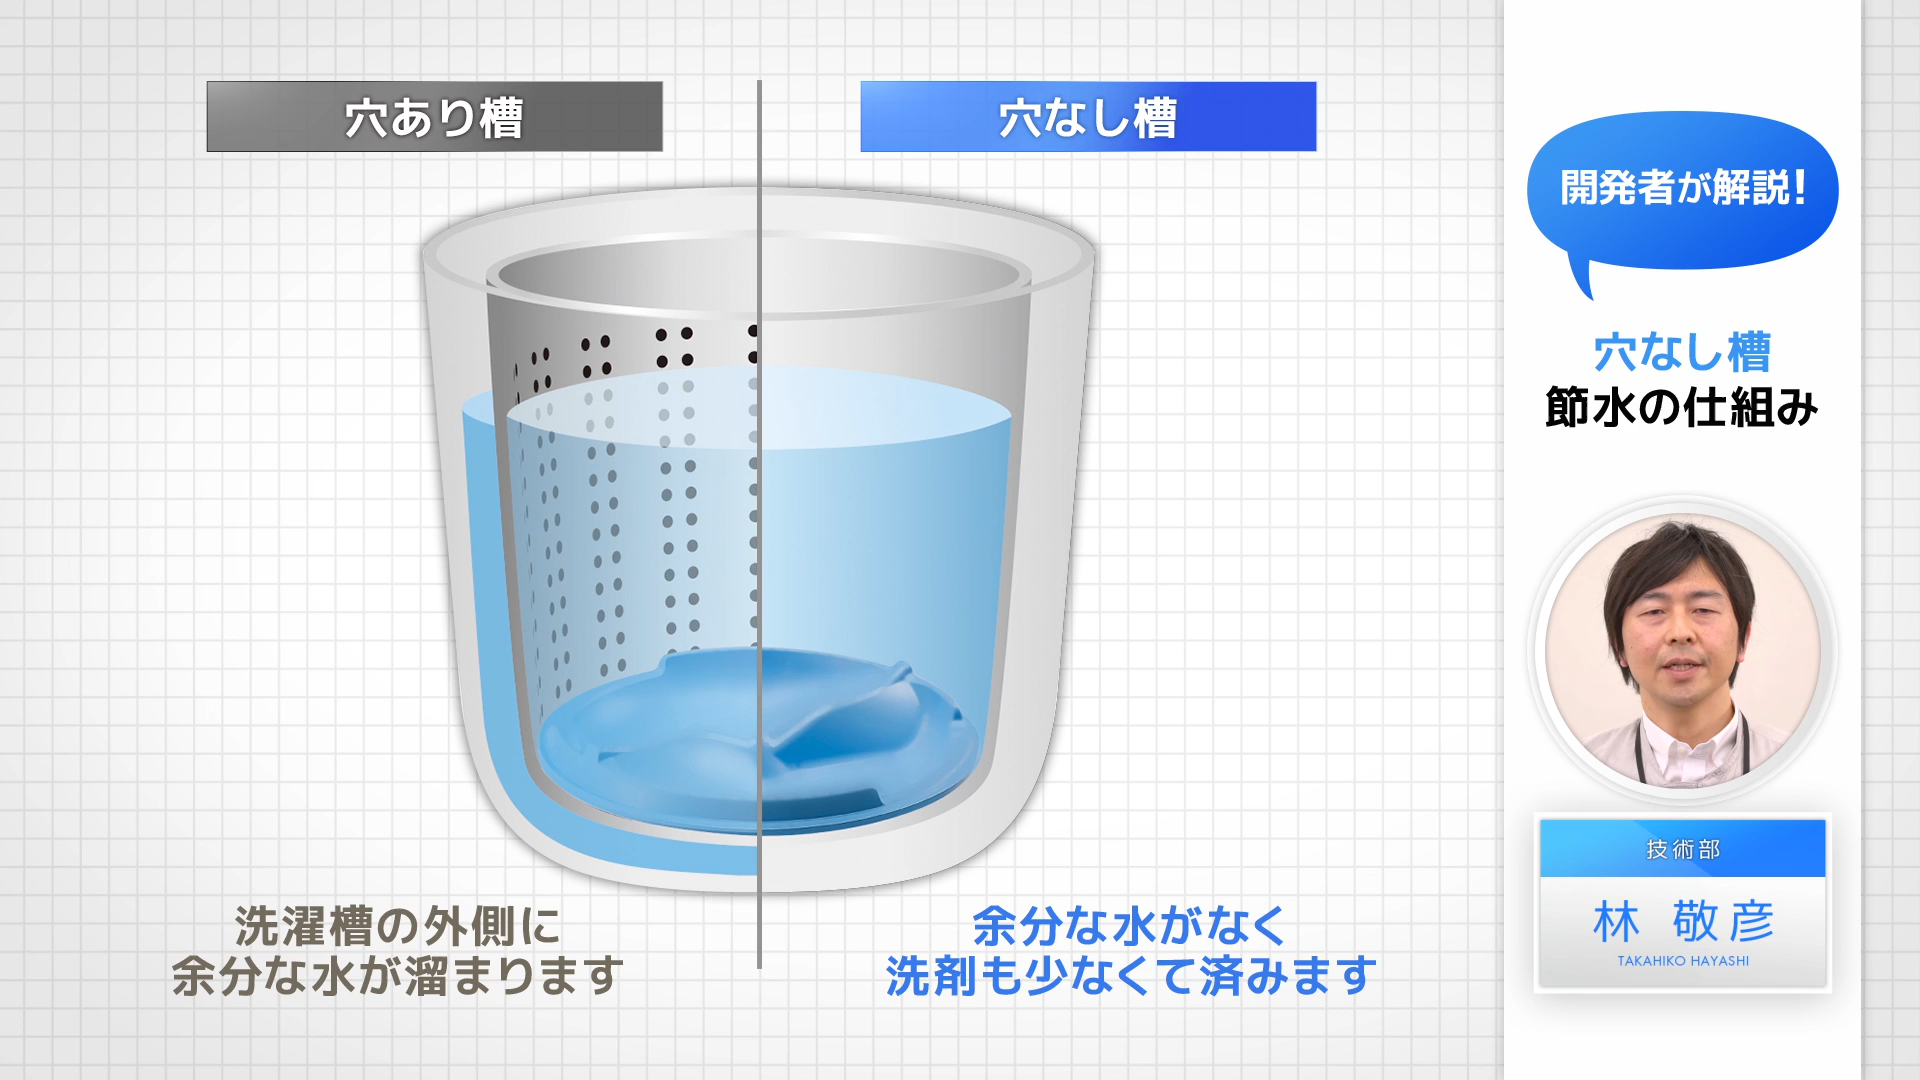 穴あり槽
穴なし槽
洗濯槽の外側に
余分な水が溜まります
余分な水がなく
洗剤も少なくて済みます
開発者が解説!
穴なし槽
節水の仕組み
技術部
林 敬彦
TAKAHIKO HAYASHI